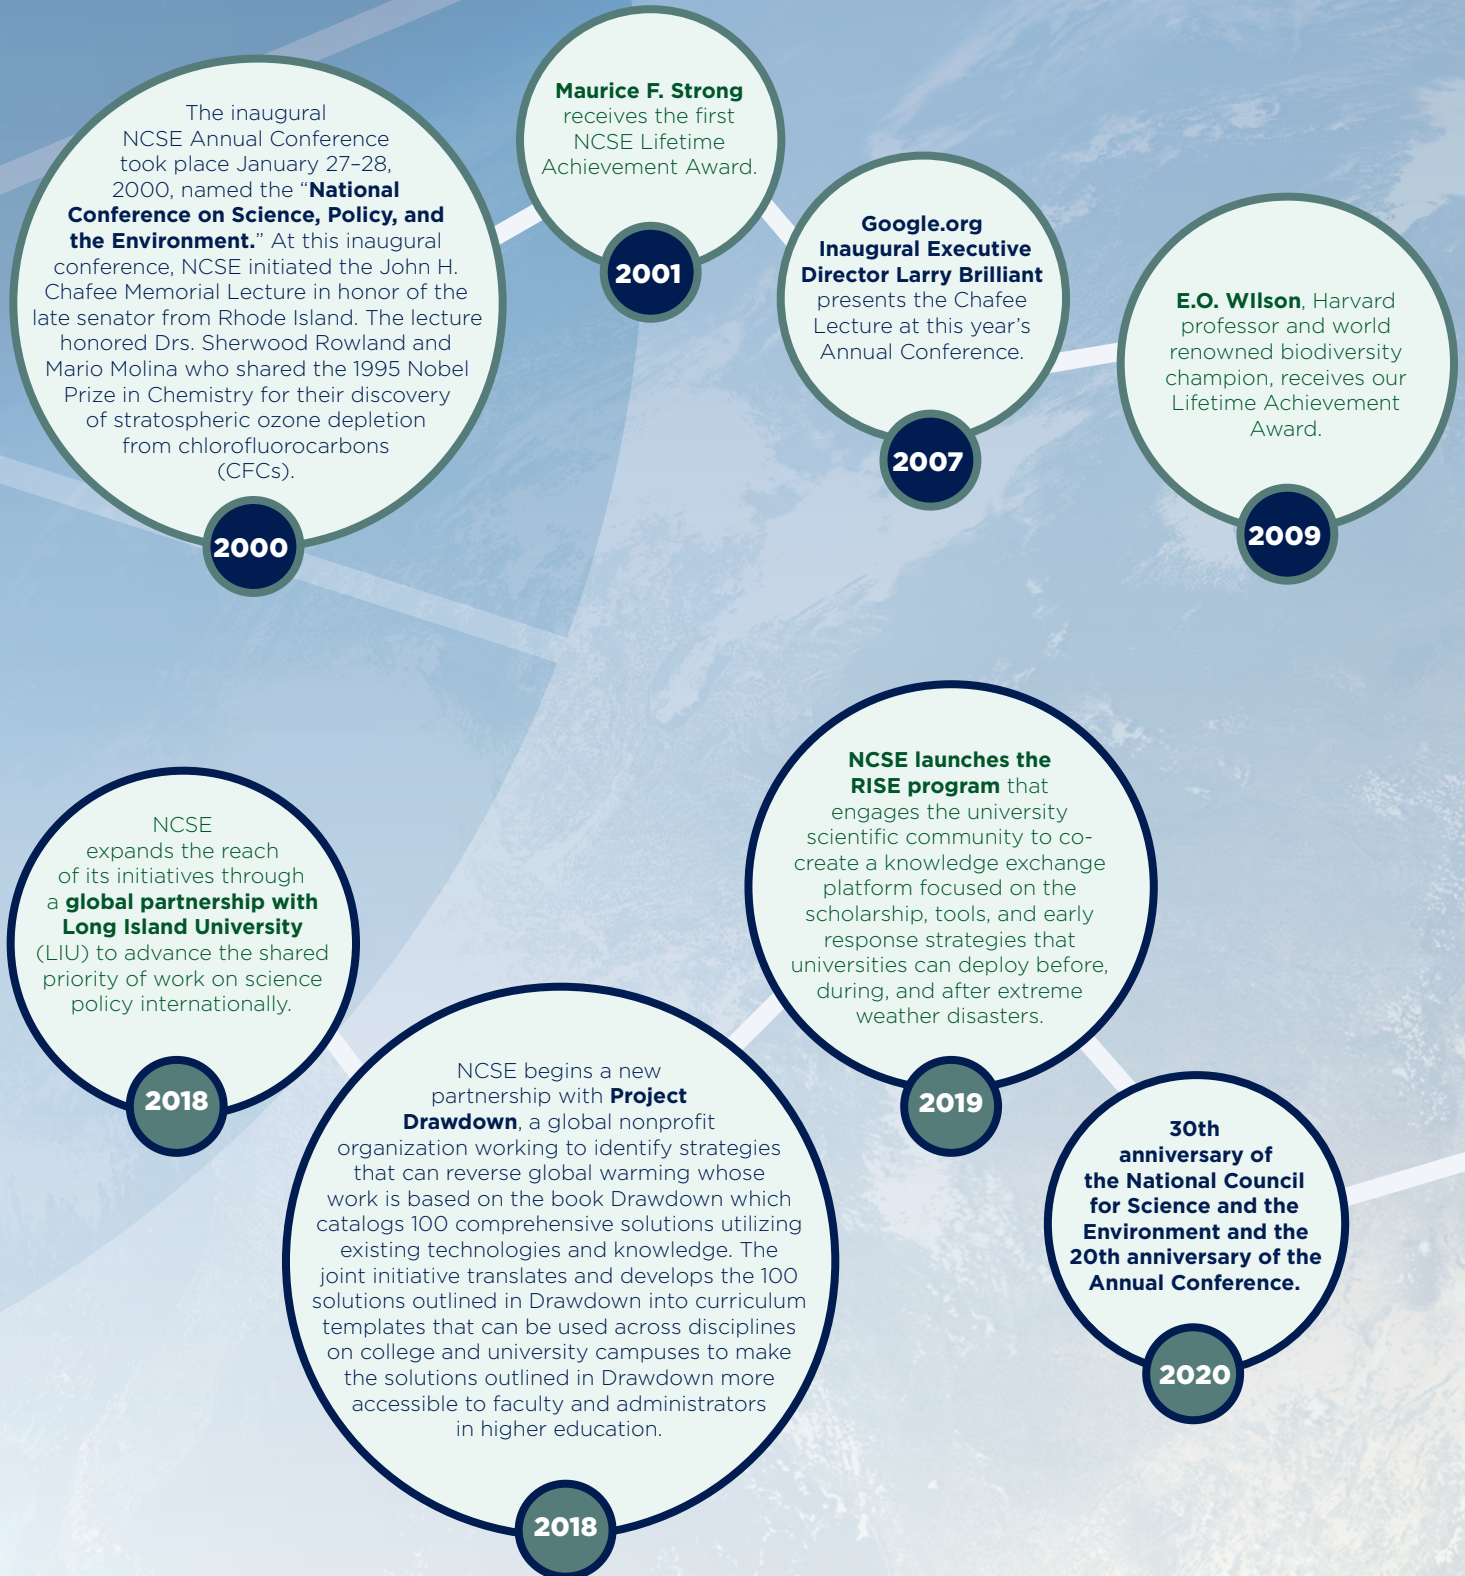 The inaugural
NCSE Annual Conference
took place January 27–28,
2000, named the “National
Conference on Science, Policy, and
the Environment.” At this inaugural
conference, NCSE initiated the John H.
Chafee Memorial Lecture in honor of the
late senator from Rhode Island. The lecture
honored Drs. Sherwood Rowland and
Mario Molina who shared the 1995 Nobel
Prize in Chemistry for their discovery
of stratospheric ozone depletion
from chlorofluorocarbons
(CFCs).
2000
Maurice F. Strong
receives the first
NCSE Lifetime
Achievement Award.
2001
Google.org
Inaugural Executive
Director Larry Brilliant
presents the Chafee
Lecture at this year’s
Annual Conference.
2007
E.O. WIlson, Harvard
professor and world
renowned biodiversity
champion, receives our
Lifetime Achievement
Award.
2009
NCSE
expands the reach
of its initiatives through
a global partnership with
Long Island University
(LIU) to advance the shared
priority of work on science
policy internationally.
2018
NCSE begins a new
partnership with Project
Drawdown, a global nonprofit
organization working to identify strategies
that can reverse global warming whose
work is based on the book Drawdown which
catalogs 100 comprehensive solutions utilizing
existing technologies and knowledge. The
joint initiative translates and develops the 100
solutions outlined in Drawdown into curriculum
templates that can be used across disciplines
on college and university campuses to make
the solutions outlined in Drawdown more
accessible to faculty and administrators
in higher education.
2018
NCSE launches the
RISE program that
engages the university
scientific community to co-
create a knowledge exchange
platform focused on the
scholarship, tools, and early
response strategies that
universities can deploy before,
during, and after extreme
weather disasters.
2019
30th
anniversary of
the National Council
for Science and the
Environment and the
20th anniversary of the
Annual Conference.
2020